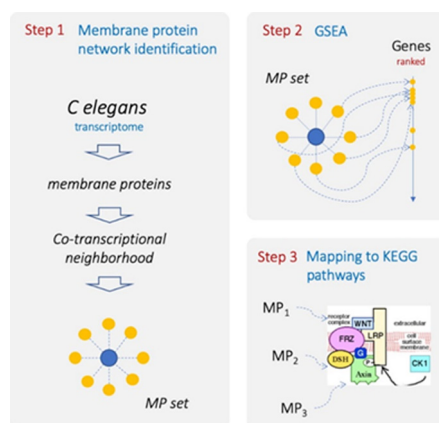 Step 1 Membrane protein
network identification
C elegans
transcriptome
membrane proteins
Co-transcriptional
neighborhood
MP set
Step 2 GSEA
Genes
ranked
MP set
Step 3 Mapping to KEGG
pathways
MP1
MP2
MP3
receptor
complex
WNT
LRP
extracellular
FRZ
cell
surface
membrane
DSH
G
P
Axin
CK1